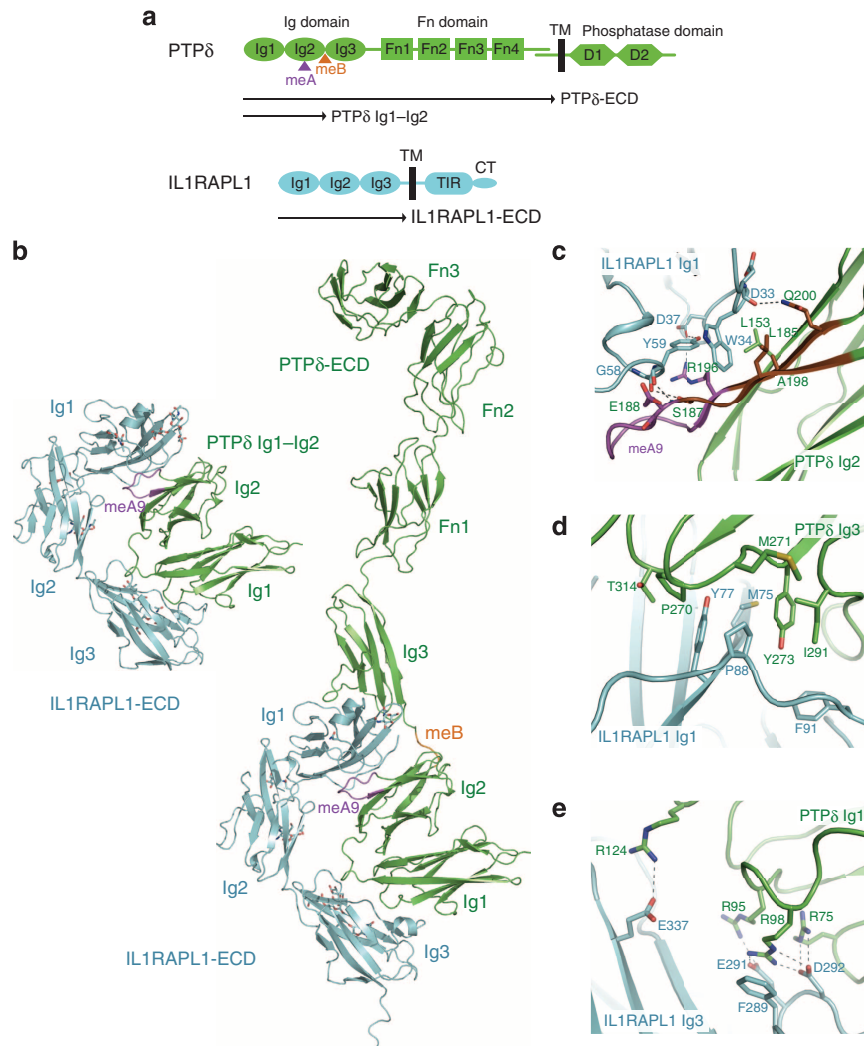 a
Ig domain
Fn domain
TM
Phosphatase domain
PTPδ
Ig1 Ig2 Ig3 Fn1 Fn2 Fn3 Fn4 D1 D2
meA
meB
PTPδ-ECD
PTPδ Ig1–Ig2
IL1RAPL1
TM
CT
Ig1 Ig2 Ig3 TIR
IL1RAPL1-ECD
b
Fn3
PTPδ-ECD
Fn2
Ig1
PTPδ Ig1–Ig2
Ig2
meA9
Fn1
Ig2
Ig1
Ig3
IL1RAPL1-ECD
Ig3
Ig1
meB
meA9
Ig2
Ig2
Ig1
Ig3
IL1RAPL1-ECD
c
IL1RAPL1 Ig1
D33
Q200
D37
L153
L185
Y59
W34
G58
R196
A198
E188
S187
meA9
PTPδ Ig2
d
PTPδ Ig3
M271
T314
Y77
M75
P270
I291
Y273
P88
IL1RAPL1 Ig1
F91
e
PTPδ Ig1
R124
R95
R98
R75
E337
E291
D292
F289
IL1RAPL1 Ig3